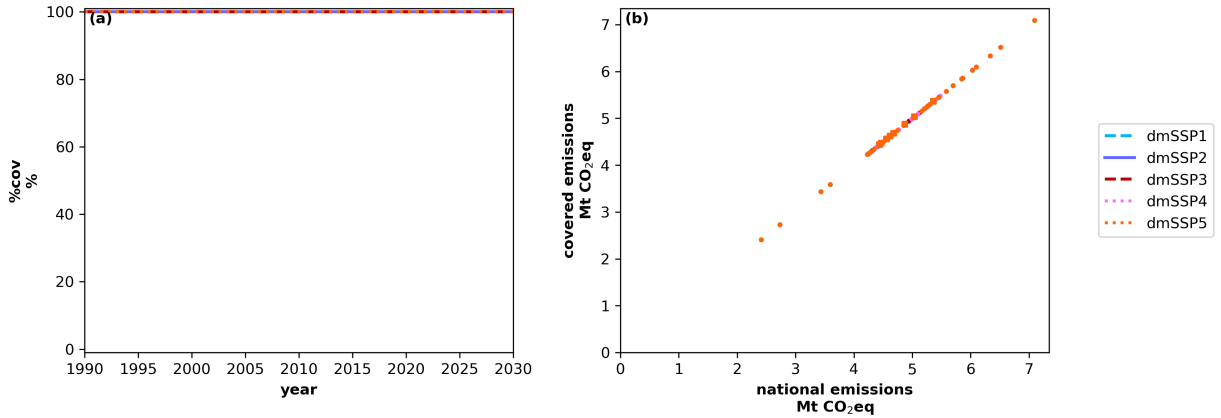 (a)
100
80
60
40
20
0
%cov
%
1990 1995 2000 2005 2010 2015 2020 2025 2030
year
(b)
7
6
5
4
3
2
1
0
covered emissions
Mt CO₂eq
0 1 2 3 4 5 6 7
national emissions
Mt CO₂eq
dmSSP1
dmSSP2
dmSSP3
dmSSP4
dmSSP5